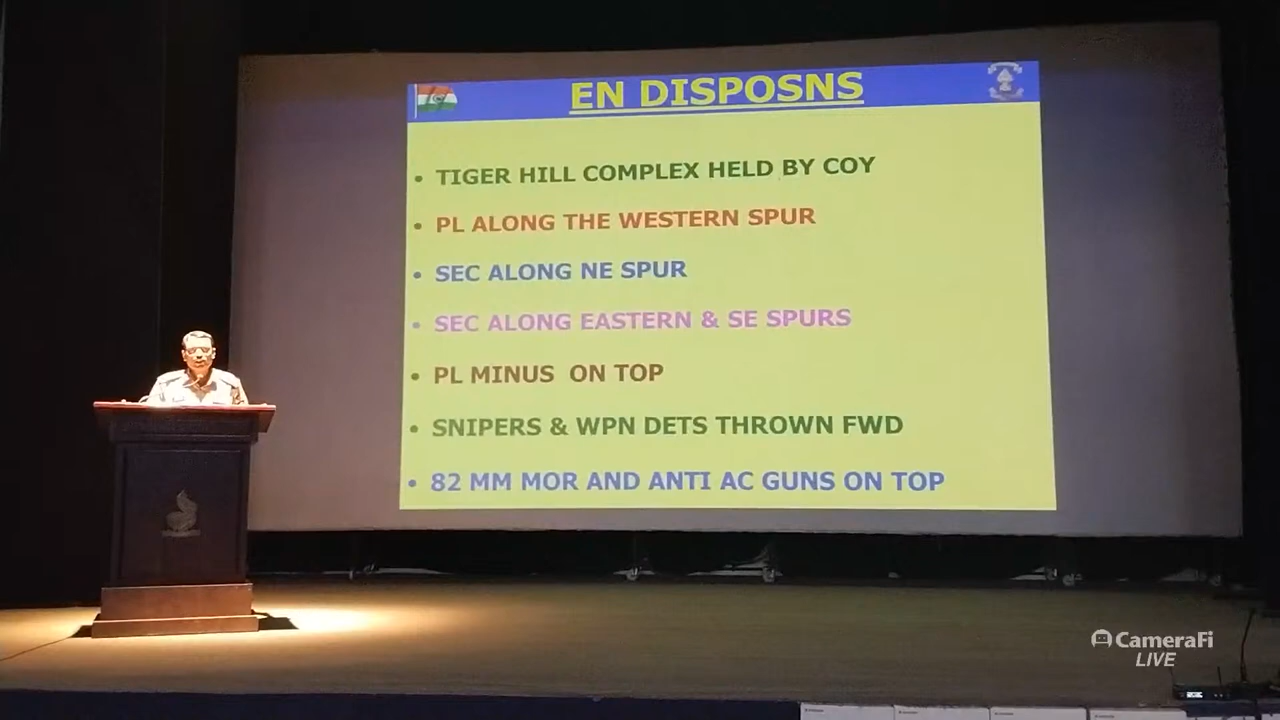 EN DISPOSNS
• TIGER HILL COMPLEX HELD BY COY
• PL ALONG THE WESTERN SPUR
• SEC ALONG NE SPUR
• SEC ALONG EASTERN & SE SPURS
• PL MINUS ON TOP
• SNIPERS & WPN DETS THROWN FWD
• 82 MM MOR AND ANTI AC GUNS ON TOP
CameraFi
LIVE